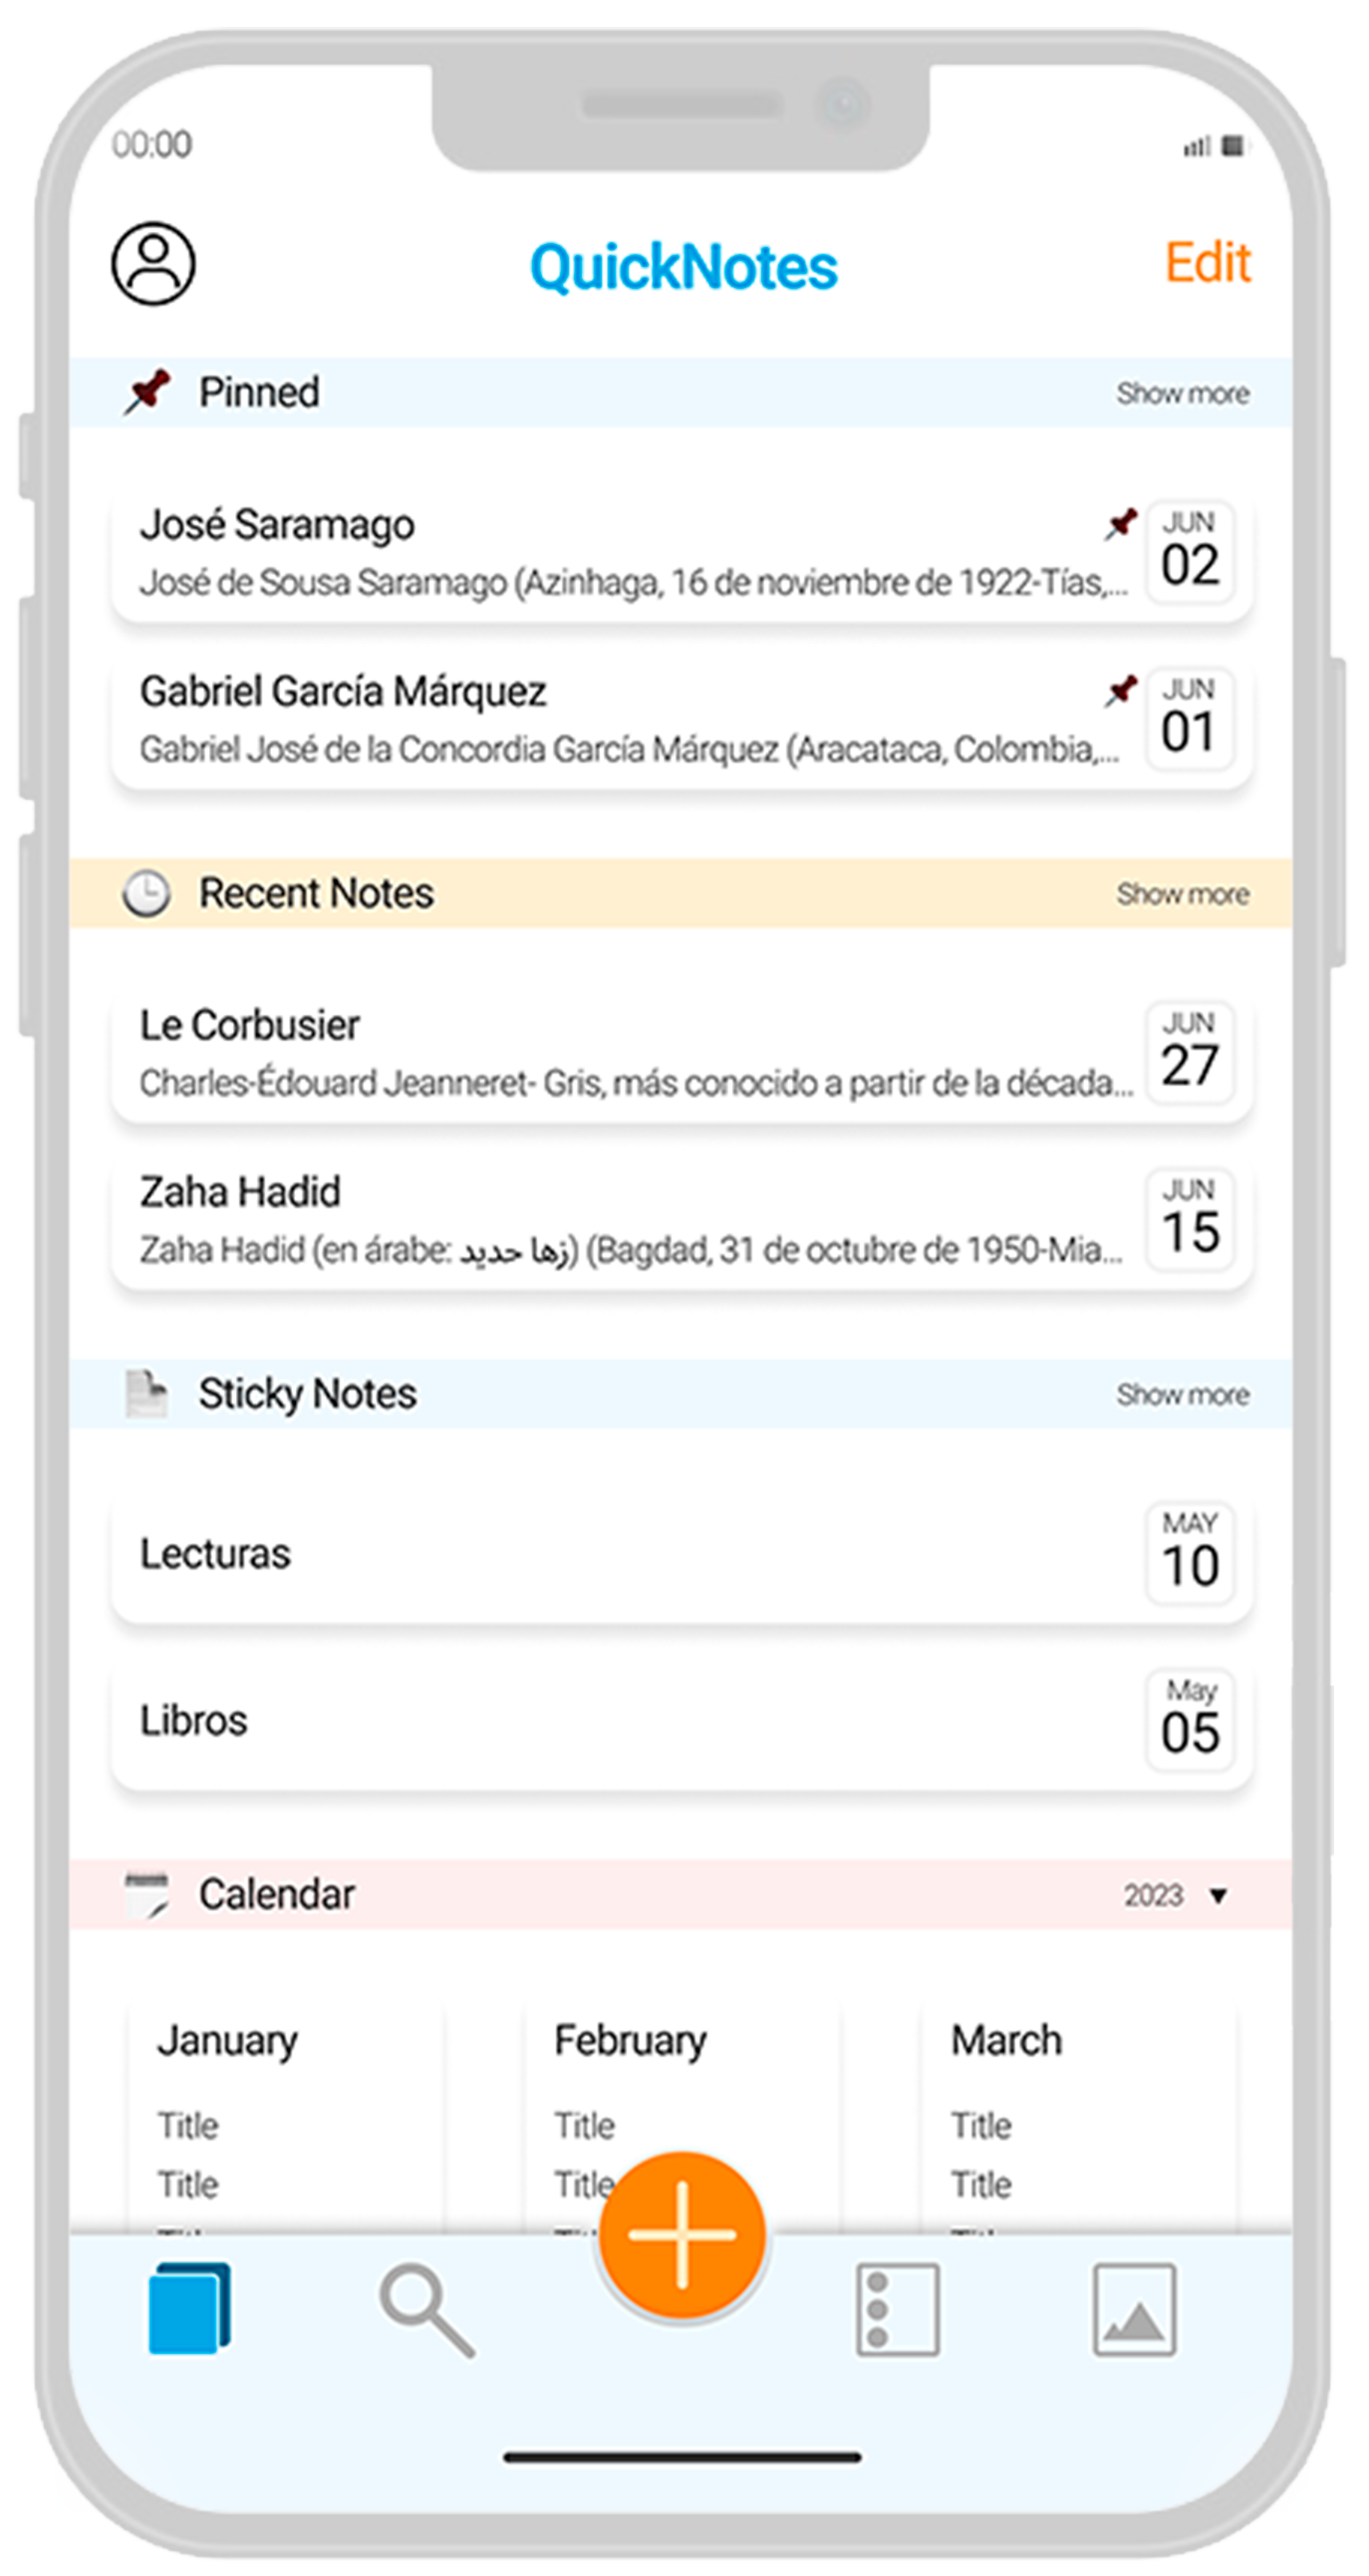 00:00
QuickNotes
Edit
Pinned
Show more
José Saramago
José de Sousa Saramago (Azinhaga, 16 de noviembre de 1922-Tías,...
JUN
02
Gabriel García Márquez
Gabriel José de la Concordia García Márquez (Aracataca, Colombia,...
JUN
01
Recent Notes
Show more
Le Corbusier
Charles-Édouard Jeanneret- Gris, más conocido a partir de la década...
JUN
27
Zaha Hadid
Zaha Hadid (en árabe: زها حديد) (Bagdad, 31 de octubre de 1950-Mia...
JUN
15
Sticky Notes
Show more
Lecturas
MAY
10
Libros
May
05
Calendar
2023
January
February
March
Title
Title
Title
Title
Title
Title